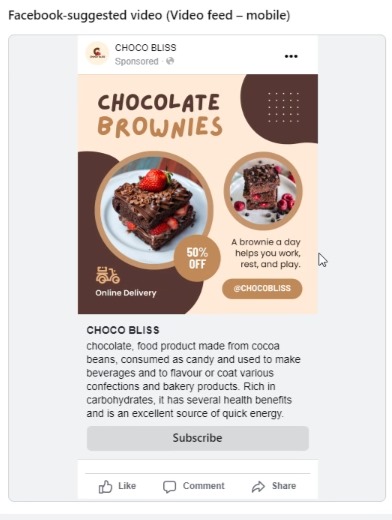 Facebook-suggested video (Video feed – mobile)
CHOCO BLISS
Sponsored ·
CHOCOLATE
BROWNIES
50%
OFF
A brownie a day
helps you work,
rest, and play.
Online Delivery
@CHOCOBLISS
CHOCO BLISS
chocolate, food product made from cocoa
beans, consumed as candy and used to make
beverages and to flavour or coat various
confections and bakery products. Rich in
carbohydrates, it has several health benefits
and is an excellent source of quick energy.
Subscribe
Like Comment Share